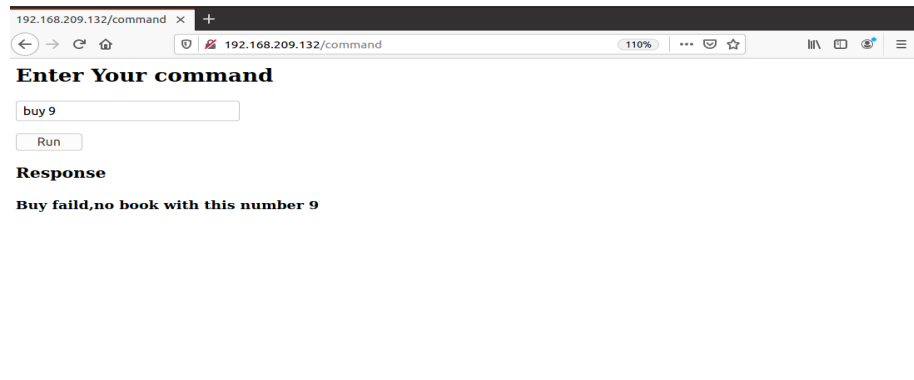 192.168.209.132/command
192.168.209.132/command
110%
Enter Your command
buy 9
Run
Response
Buy faild,no book with this number 9